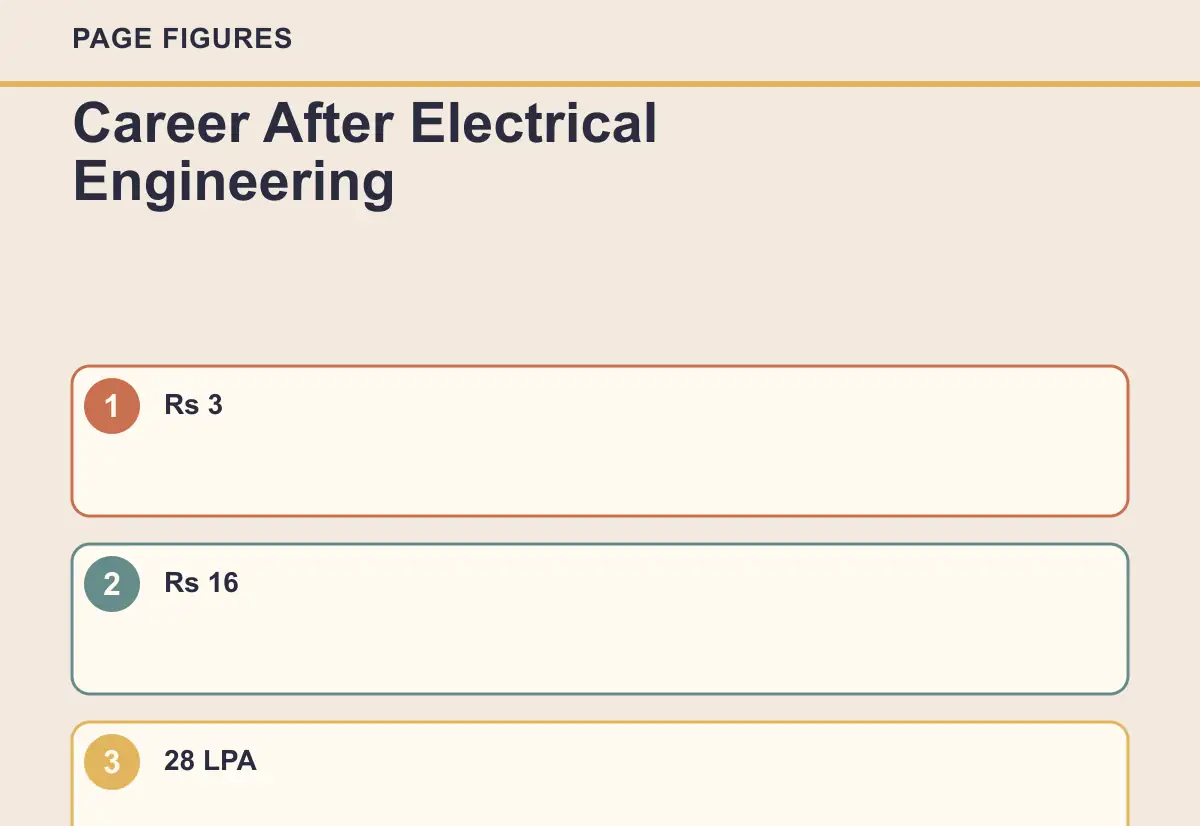 PAGE FIGURES
Career After Electrical
Engineering
1
Rs 3
2
Rs 16
3
28 LPA